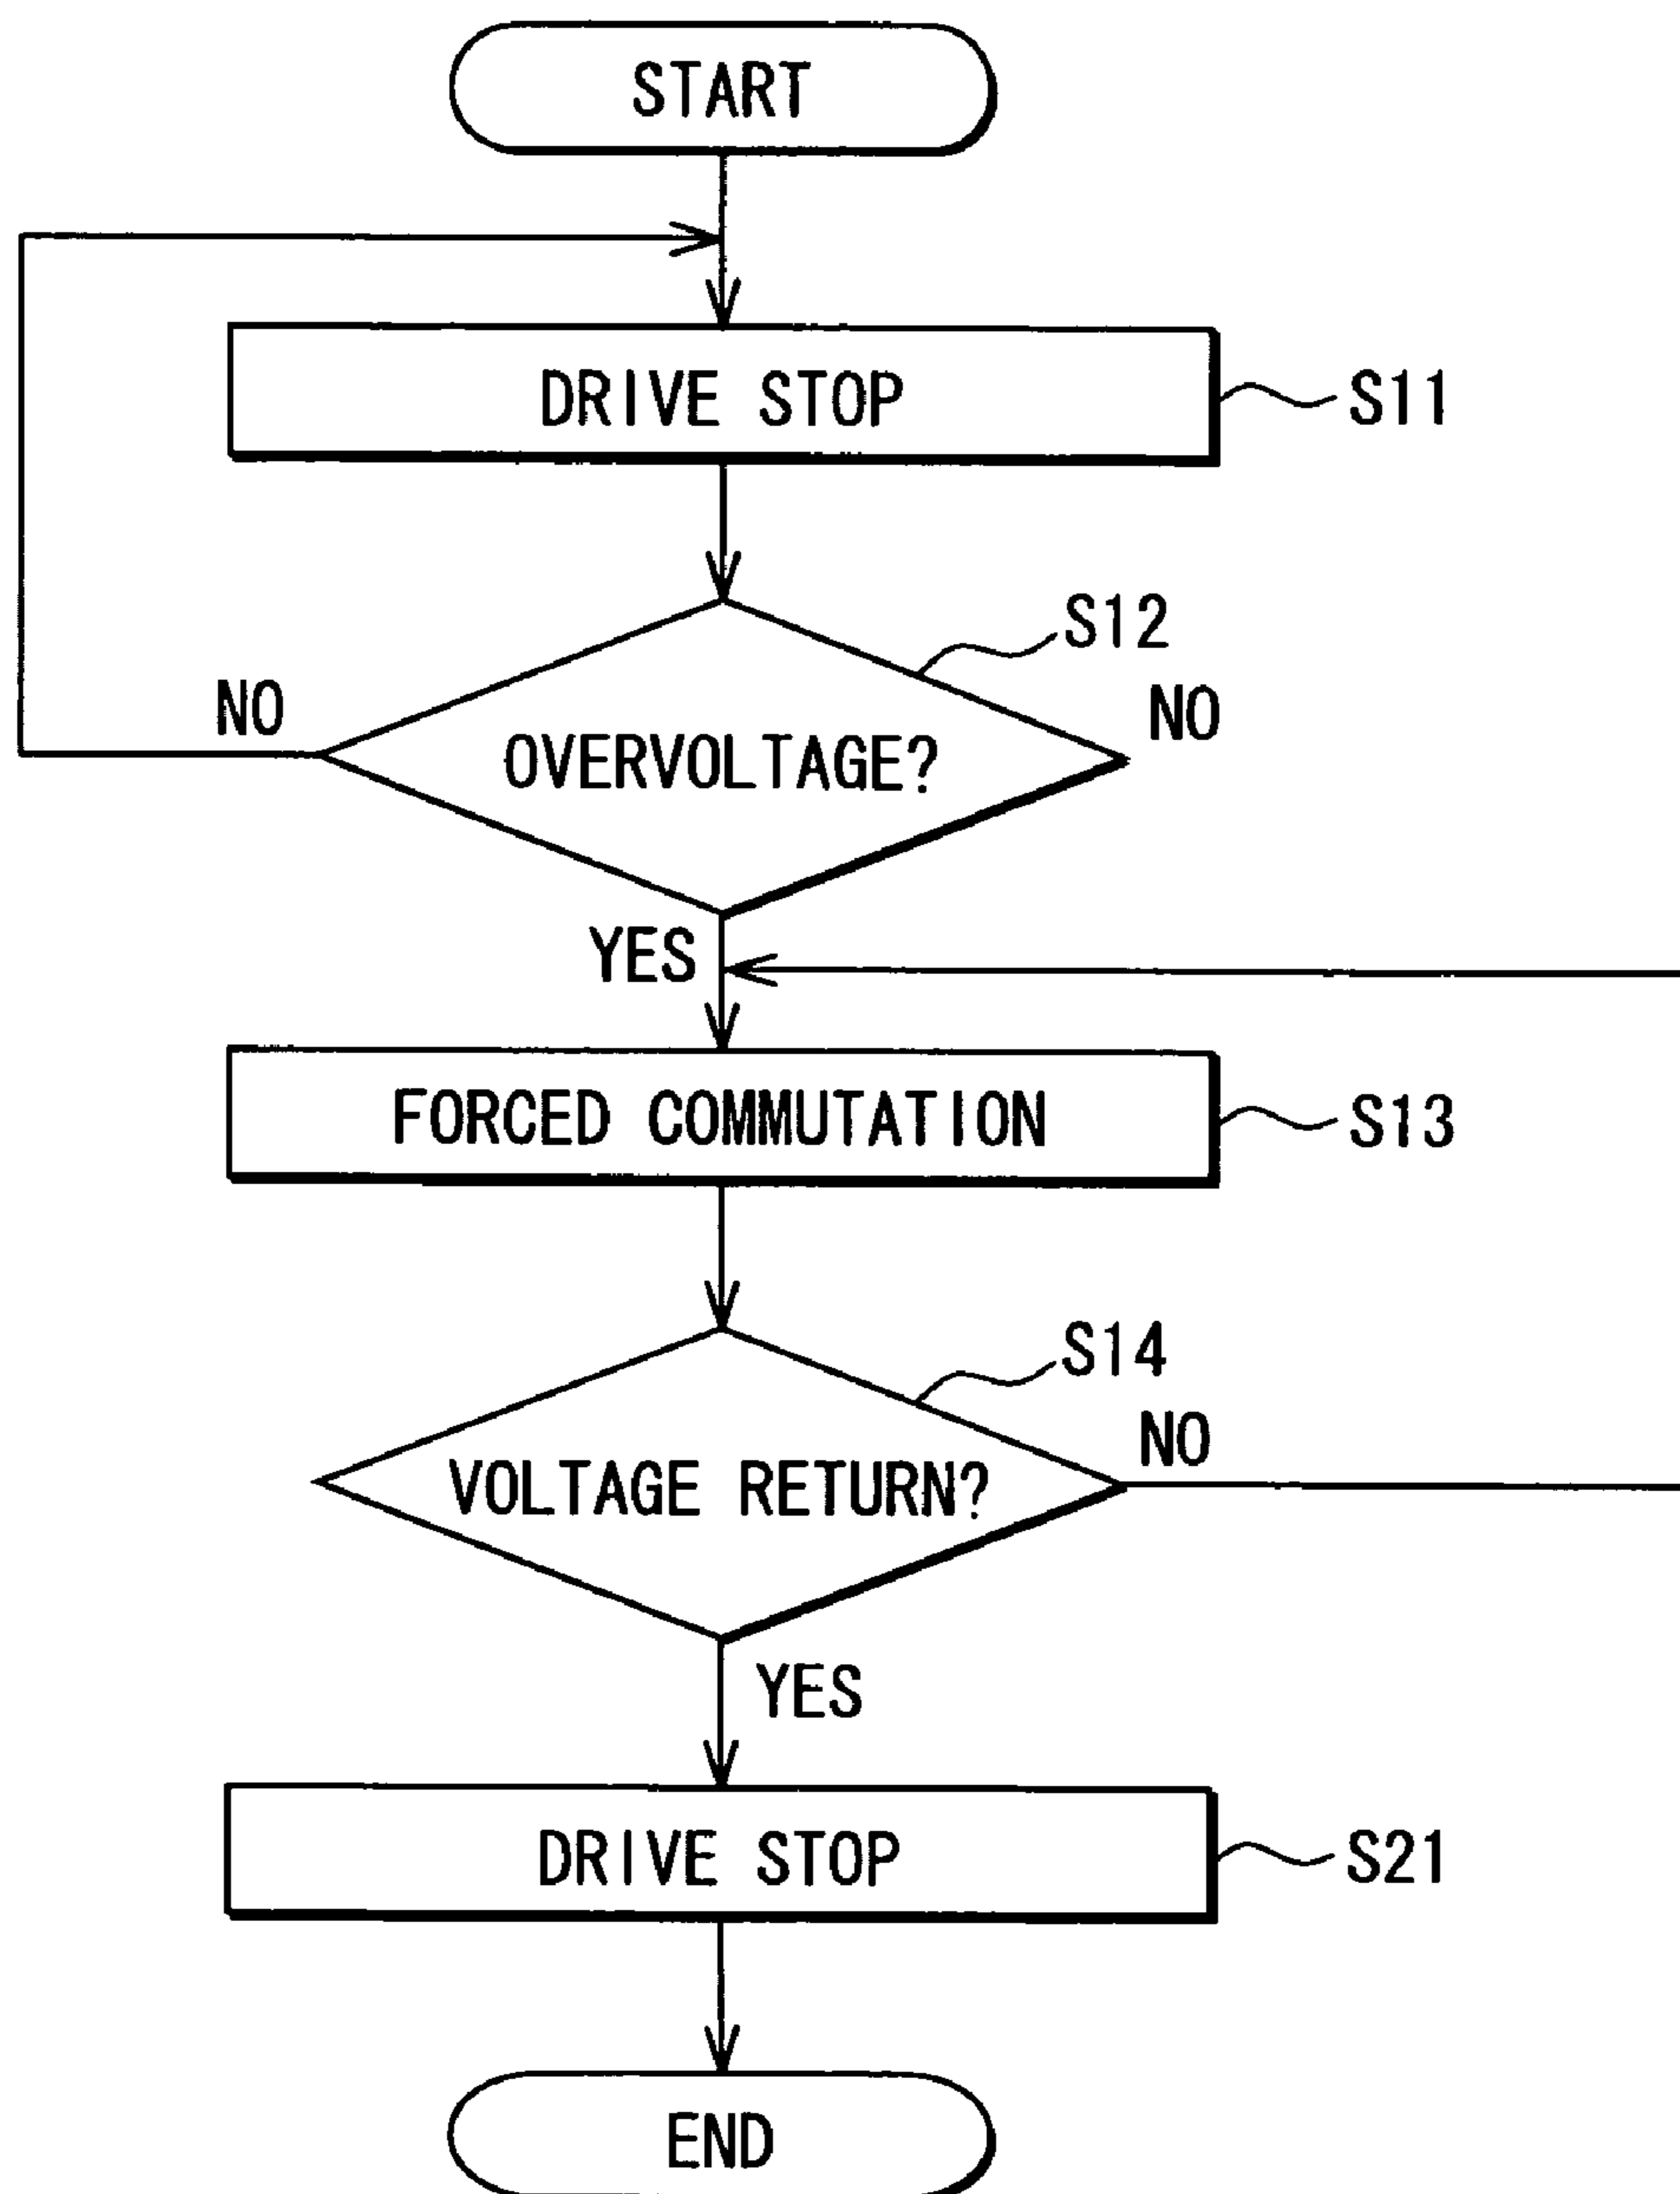 START
DRIVE STOP
S11
S12
NO
NO
OVERVOLTAGE?
YES
FORCED COMMUTATION
S13
S14
NO
VOLTAGE RETURN?
YES
DRIVE STOP
S21
END